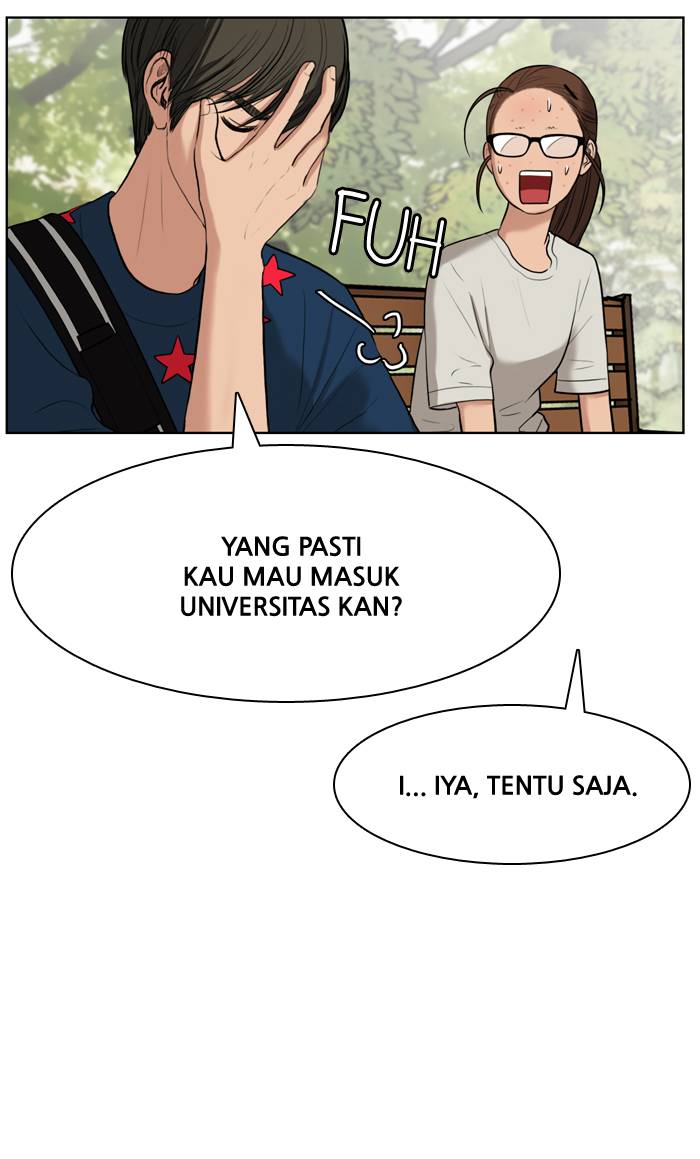 FUH
YANG PASTI
KAU MAU MASUK
UNIVERSITAS KAN?
I... IYA, TENTU SAJA.